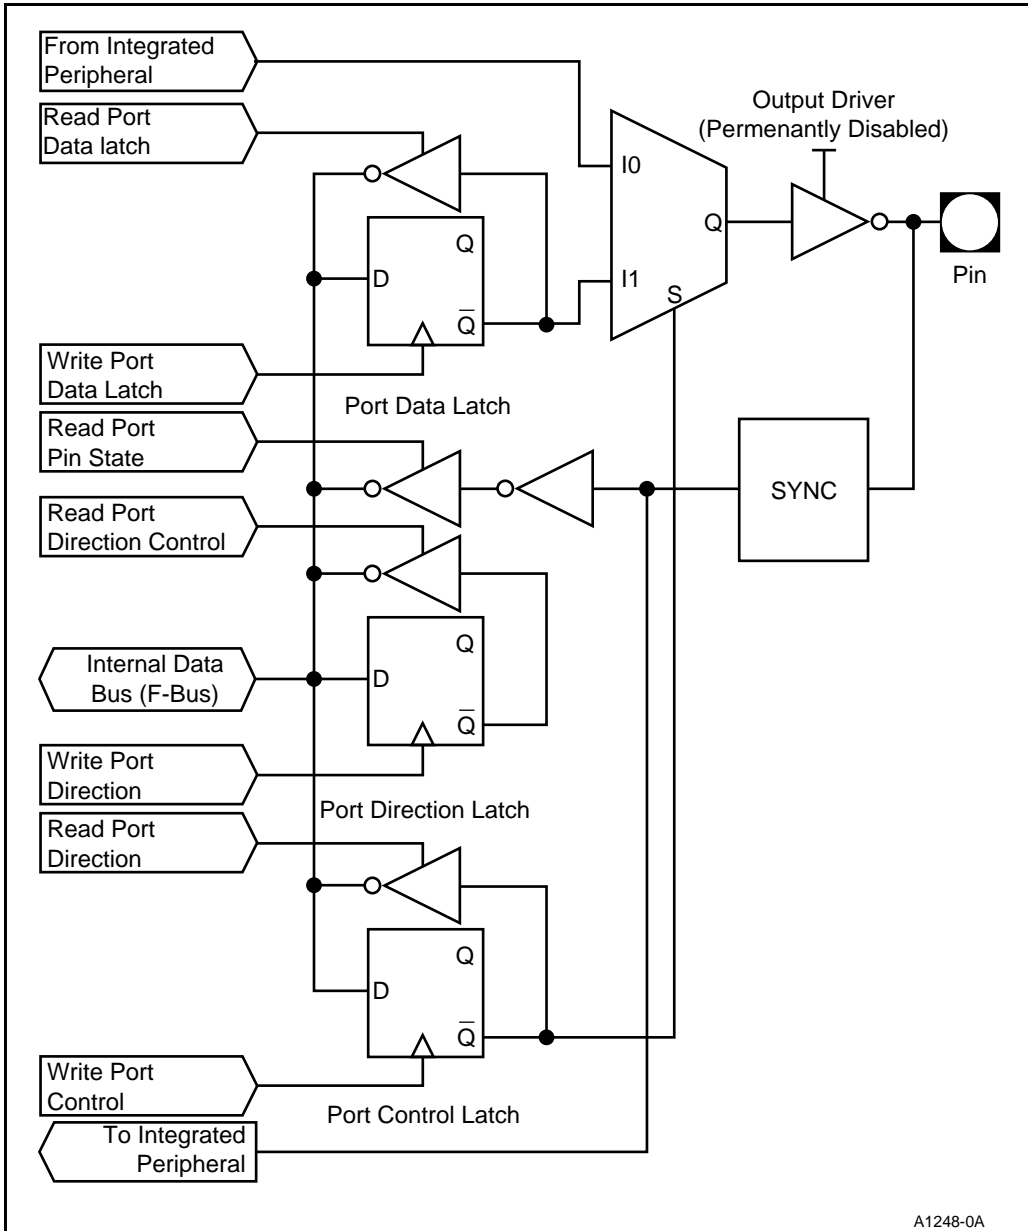 From Integrated
Peripheral
Read Port
Data latch
Output Driver
(Permenantly Disabled)
I0
Q
Q
D
I1
S
Q
Pin
Write Port
Data Latch
Port Data Latch
Read Port
Pin State
SYNC
Read Port
Direction Control
Q
Internal Data
Bus (F-Bus)
D
Q
Write Port
Direction
Port Direction Latch
Read Port
Direction
Q
D
Q
Write Port
Control
Port Control Latch
To Integrated
Peripheral
A1248-0A